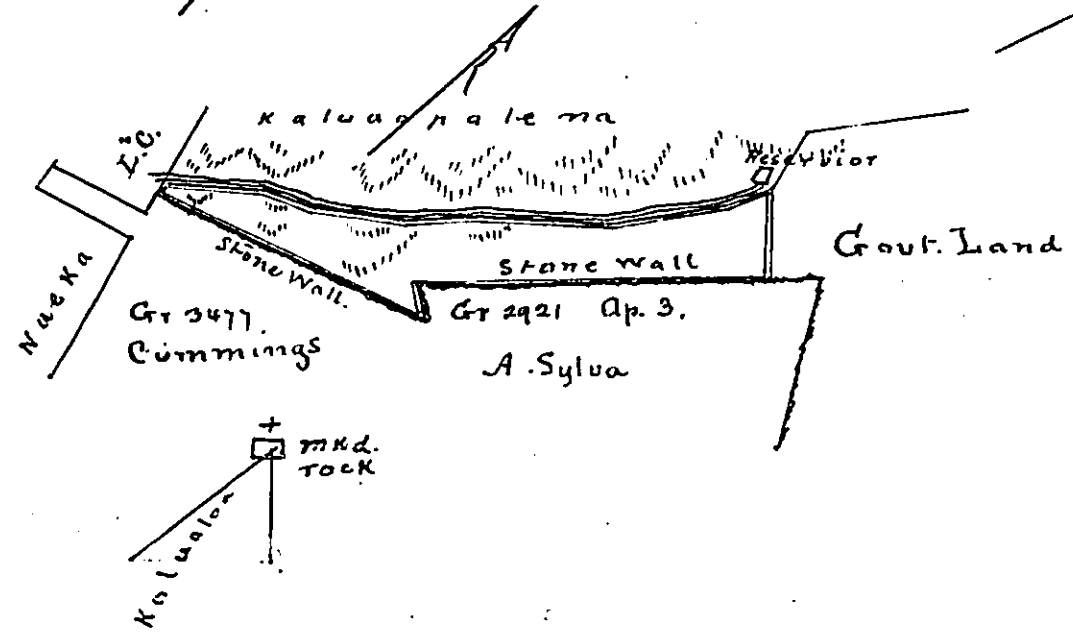 Kaluaopalena
L.C.
Reservior
Govt. Land
Stone Wall.
Stone Wall
Naeka
Gr 3477.
Cummings
Gr 2921 Ap. 3.
A. Sylva
+
mkd.
rock
Kalualoa